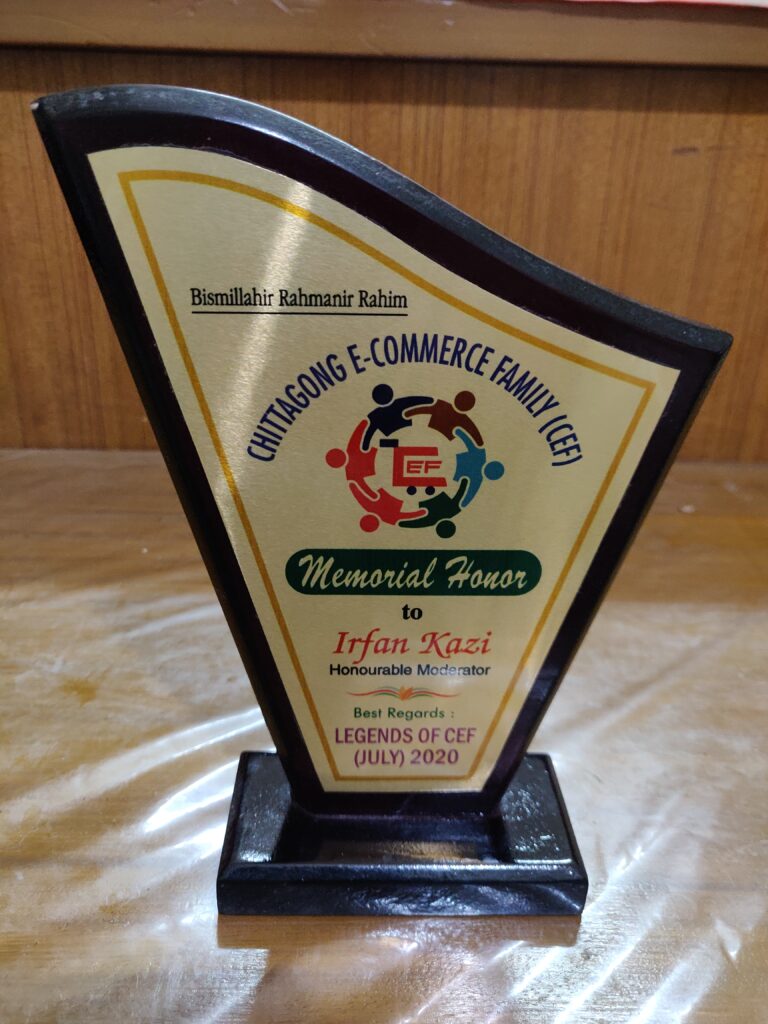 Bismillahir Rahmanir Rahim
CHITTAGONG E-COMMERCE FAMILY (CEF)
CEF
Memorial Honor
to
Irfan Kazi
Honourable Moderator
Best Regards :
LEGENDS OF CEF
(JULY) 2020